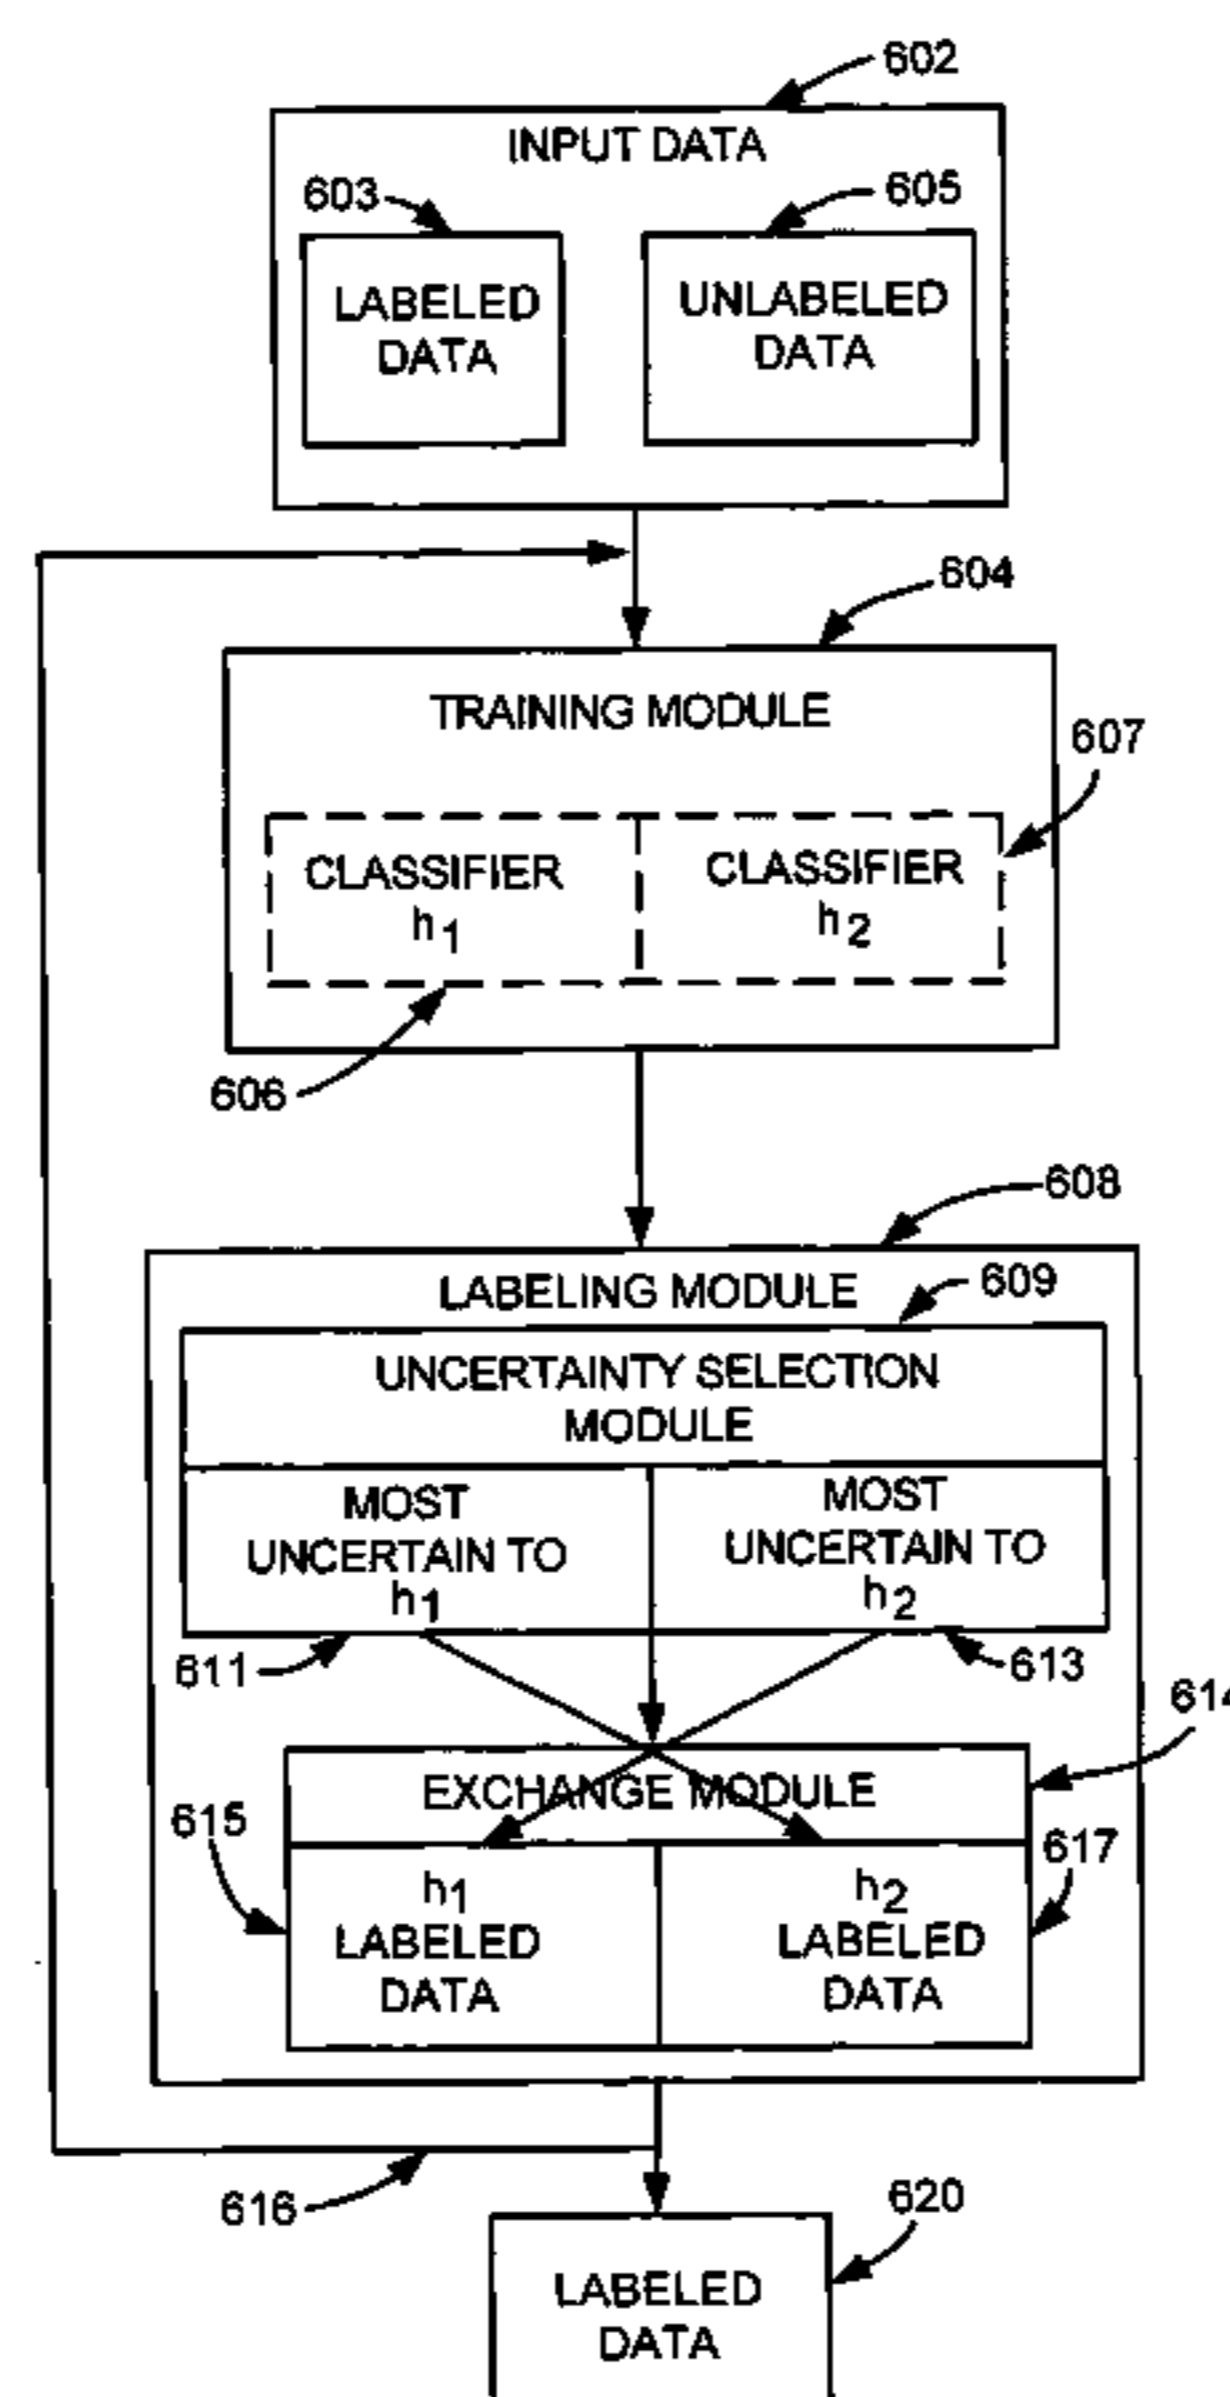 602
INPUT DATA
603
605
LABELED
DATA
UNLABELED
DATA
604
TRAINING MODULE
607
CLASSIFIER
h1
CLASSIFIER
h2
606
608
LABELING MODULE
609
UNCERTAINTY SELECTION
MODULE
MOST
UNCERTAIN TO
h1
MOST
UNCERTAIN TO
h2
611
613
614
EXCHANGE MODULE
615
617
h1
LABELED
DATA
h2
LABELED
DATA
616
620
LABELED
DATA